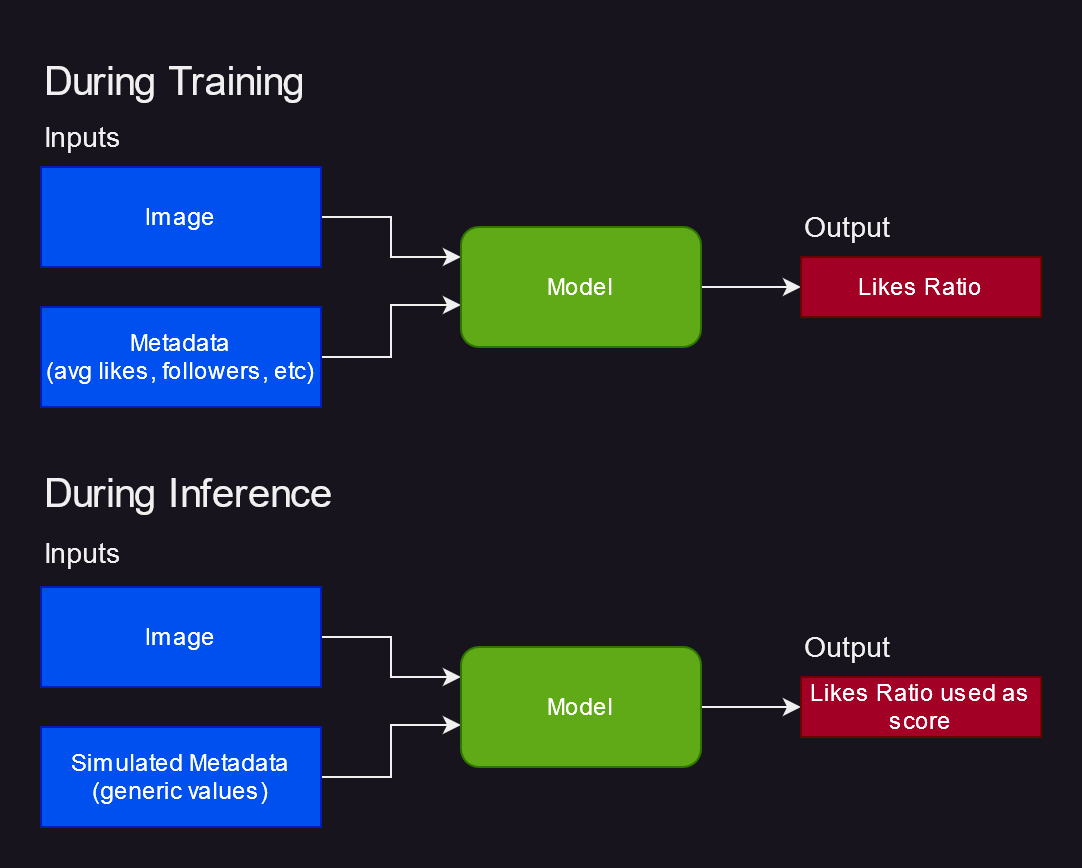 During Training
Inputs
Image
Metadata
(avg likes, followers, etc)
Model
Output
Likes Ratio
During Inference
Inputs
Image
Simulated Metadata
(generic values)
Model
Output
Likes Ratio used as
score